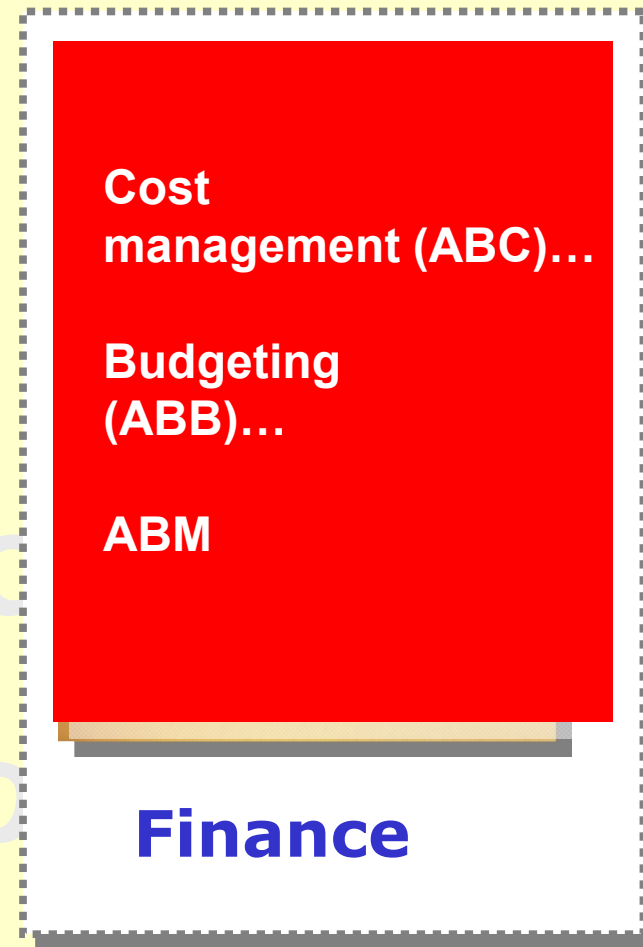 Cost
management (ABC)…
Budgeting
(ABB)…
ABM
Finance